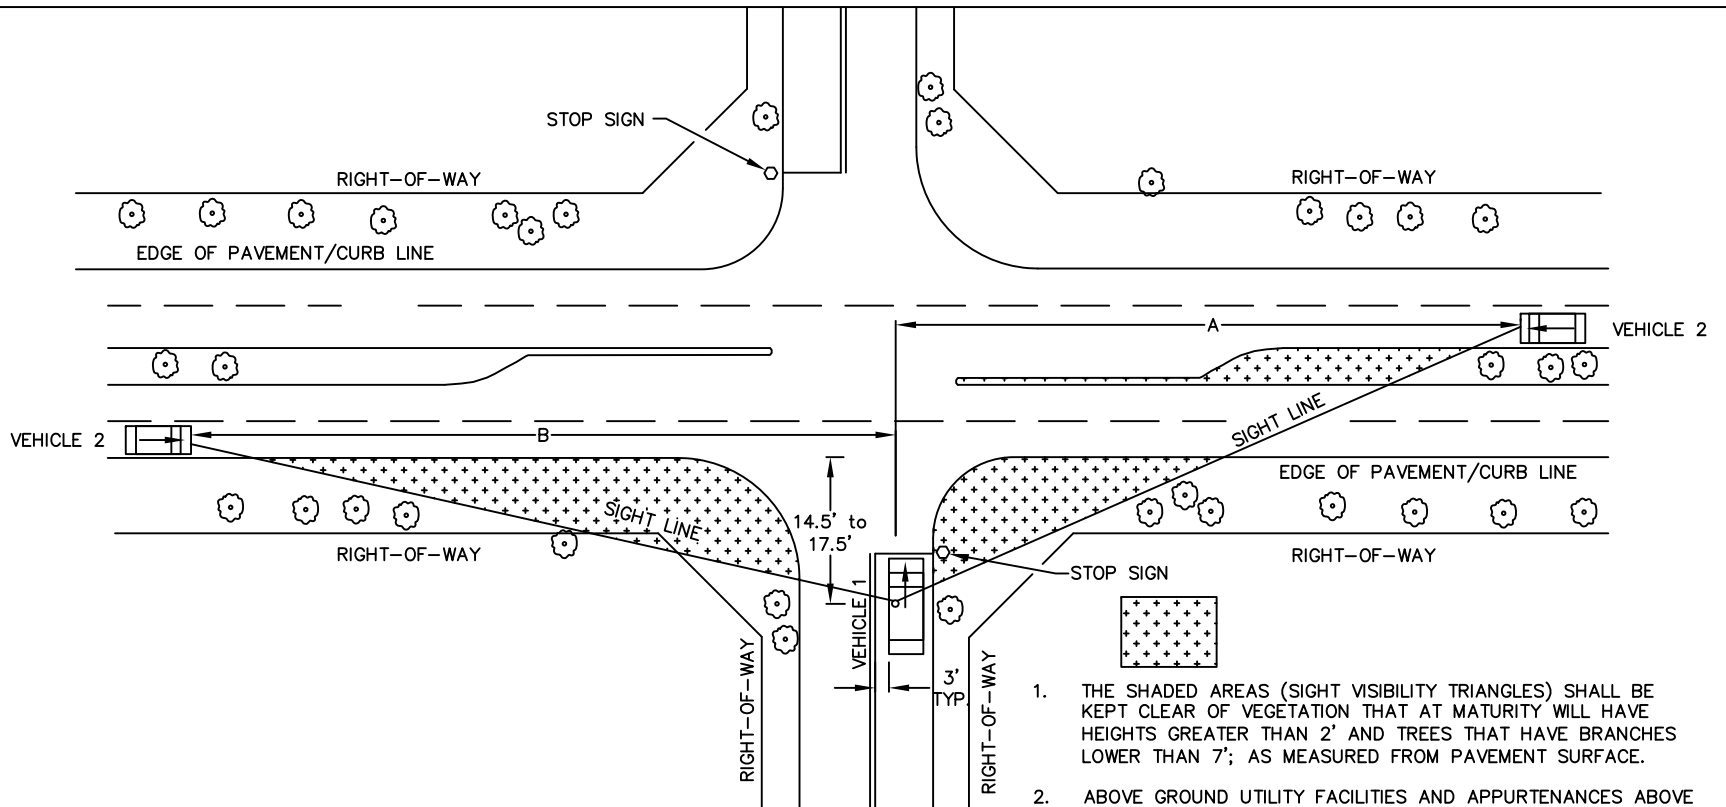 STOP SIGN
RIGHT-OF-WAY
RIGHT-OF-WAY
EDGE OF PAVEMENT/CURB LINE
A
VEHICLE 2
SIGHT LINE
VEHICLE 2
B
EDGE OF PAVEMENT/CURB LINE
SIGHT LINE
14.5' to
17.5'
RIGHT-OF-WAY
RIGHT-OF-WAY
STOP SIGN
VEHICLE 1
RIGHT-OF-WAY
3'
TYP.
RIGHT-OF-WAY
1. THE SHADED AREAS (SIGHT VISIBILITY TRIANGLES) SHALL BE
KEPT CLEAR OF VEGETATION THAT AT MATURITY WILL HAVE
HEIGHTS GREATER THAN 2' AND TREES THAT HAVE BRANCHES
LOWER THAN 7'; AS MEASURED FROM PAVEMENT SURFACE.
2. ABOVE GROUND UTILITY FACILITIES AND APPURTENANCES ABOVE